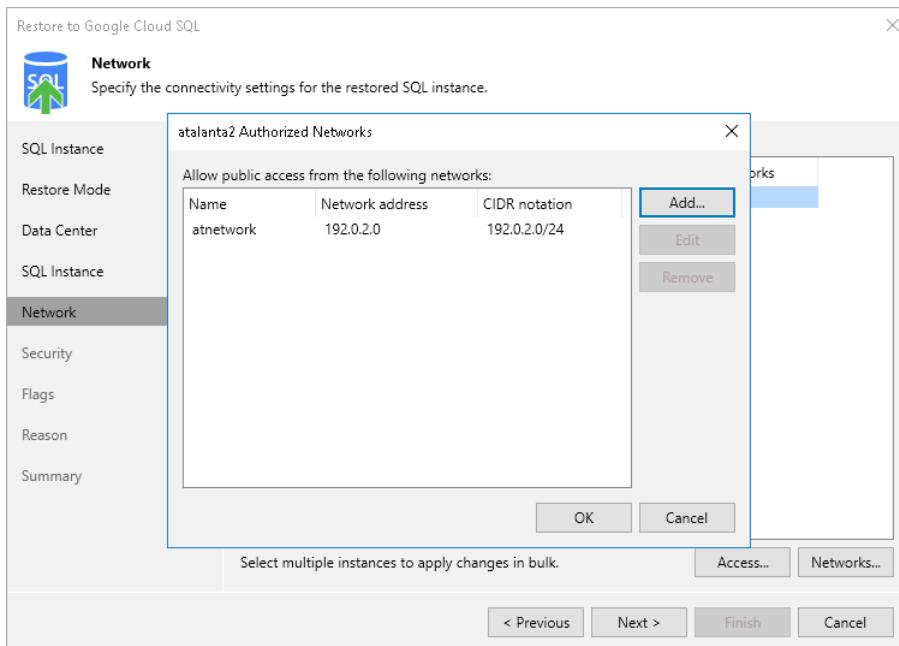 Restore to Google Cloud SQL
SQL
Network
Specify the connectivity settings for the restored SQL instance.
SQL Instance
Restore Mode
Data Center
SQL Instance
Network
Security
Flags
Reason
Summary
atalanta2 Authorized Networks
Allow public access from the following networks:
Name Network address CIDR notation
atnetwork 192.0.2.0 192.0.2.0/24
Add...
Edit
Remove
OK Cancel
Select multiple instances to apply changes in bulk.
Access... Networks...
< Previous Next > Finish Cancel